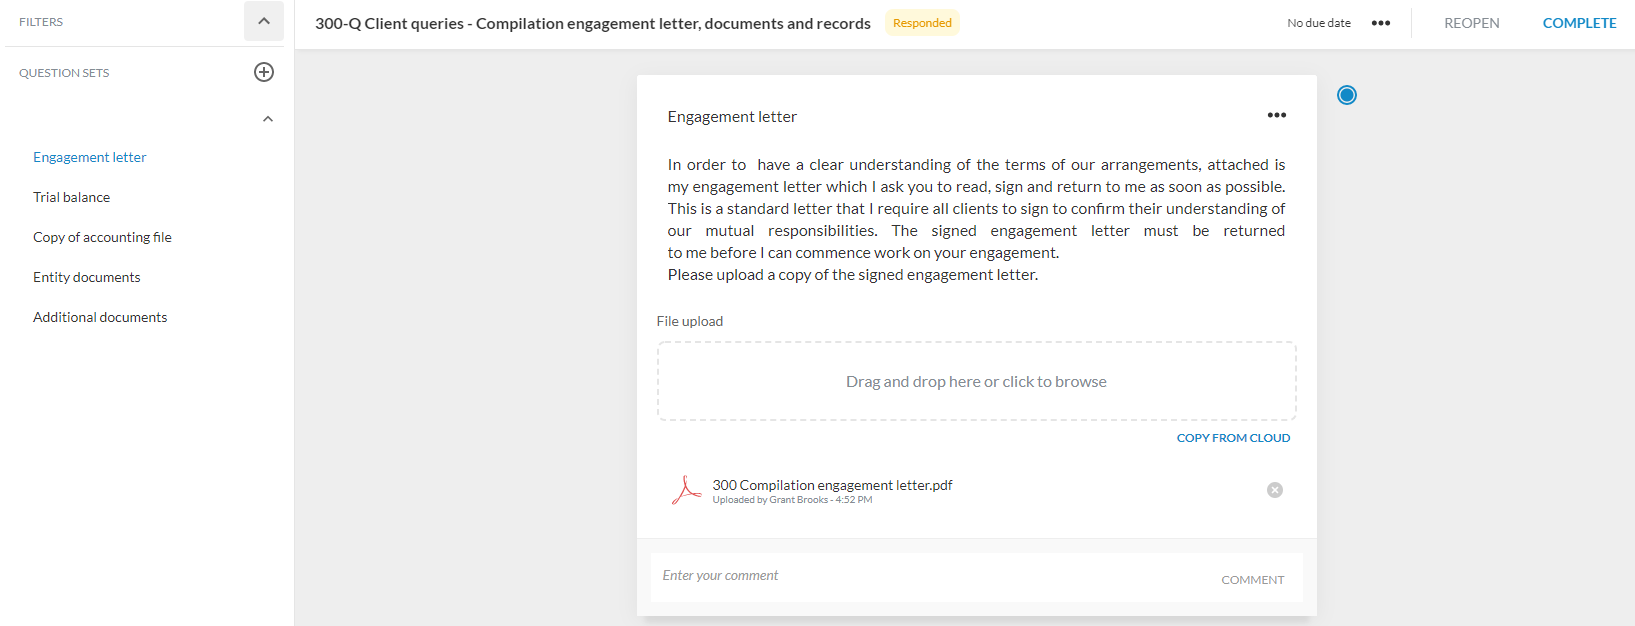 FILTERS
300-Q Client queries - Compilation engagement letter, documents and records
Responded
No due date
REOPEN
COMPLETE
QUESTION SETS
Engagement letter
Trial balance
Copy of accounting file
Entity documents
Additional documents
Engagement letter
In order to have a clear understanding of the terms of our arrangements, attached is
my engagement letter which I ask you to read, sign and return to me as soon as possible.
This is a standard letter that I require all clients to sign to confirm their understanding of
our mutual responsibilities. The signed engagement letter must be returned
to me before I can commence work on your engagement.
Please upload a copy of the signed engagement letter.
File upload
Drag and drop here or click to browse
COPY FROM CLOUD
300 Compilation engagement letter.pdf
Uploaded by Grant Brooks - 4:52 PM
Enter your comment
COMMENT